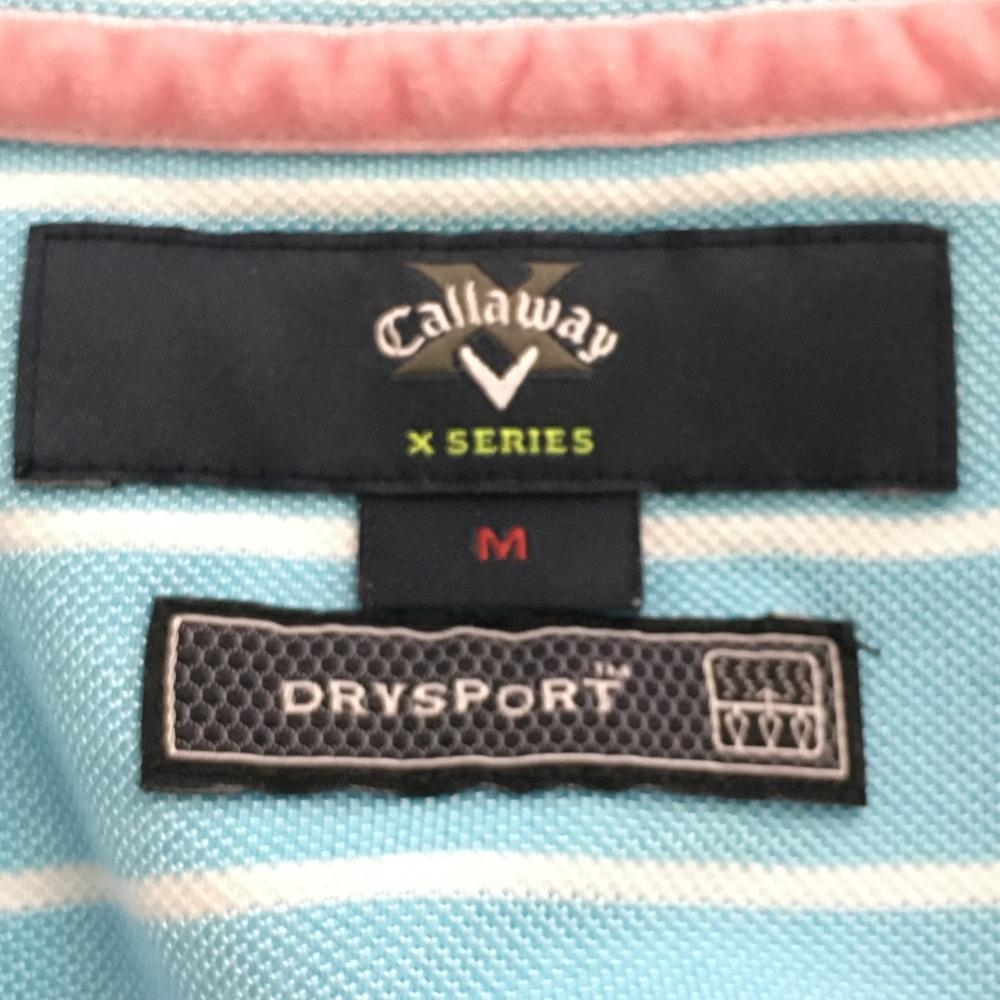 X
Callaway
X SERIES
M
DRYSPORT™